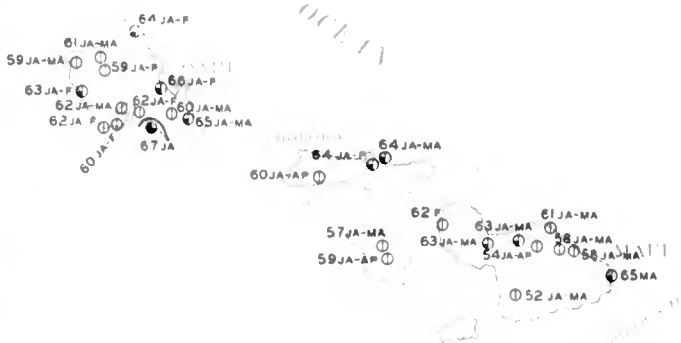 OCEAN
64 JA-F
61 JA-MA
59 JA-MA
59 JA-F
66 JA-F
63 JA-F
62 JA-MA
62 JA-F
60 JA-MA
65 JA-MA
62 JA-F
60 JA-F
67 JA
64 JA-MA
64 JA-F
60 JA-AP
62 F
61 JA-MA
57 JA-MA
63 JA-MA
63 JA-MA
58 JA-MA
MAUI
59 JA-AP
54 JA-AP
65 MA
52 JA MA